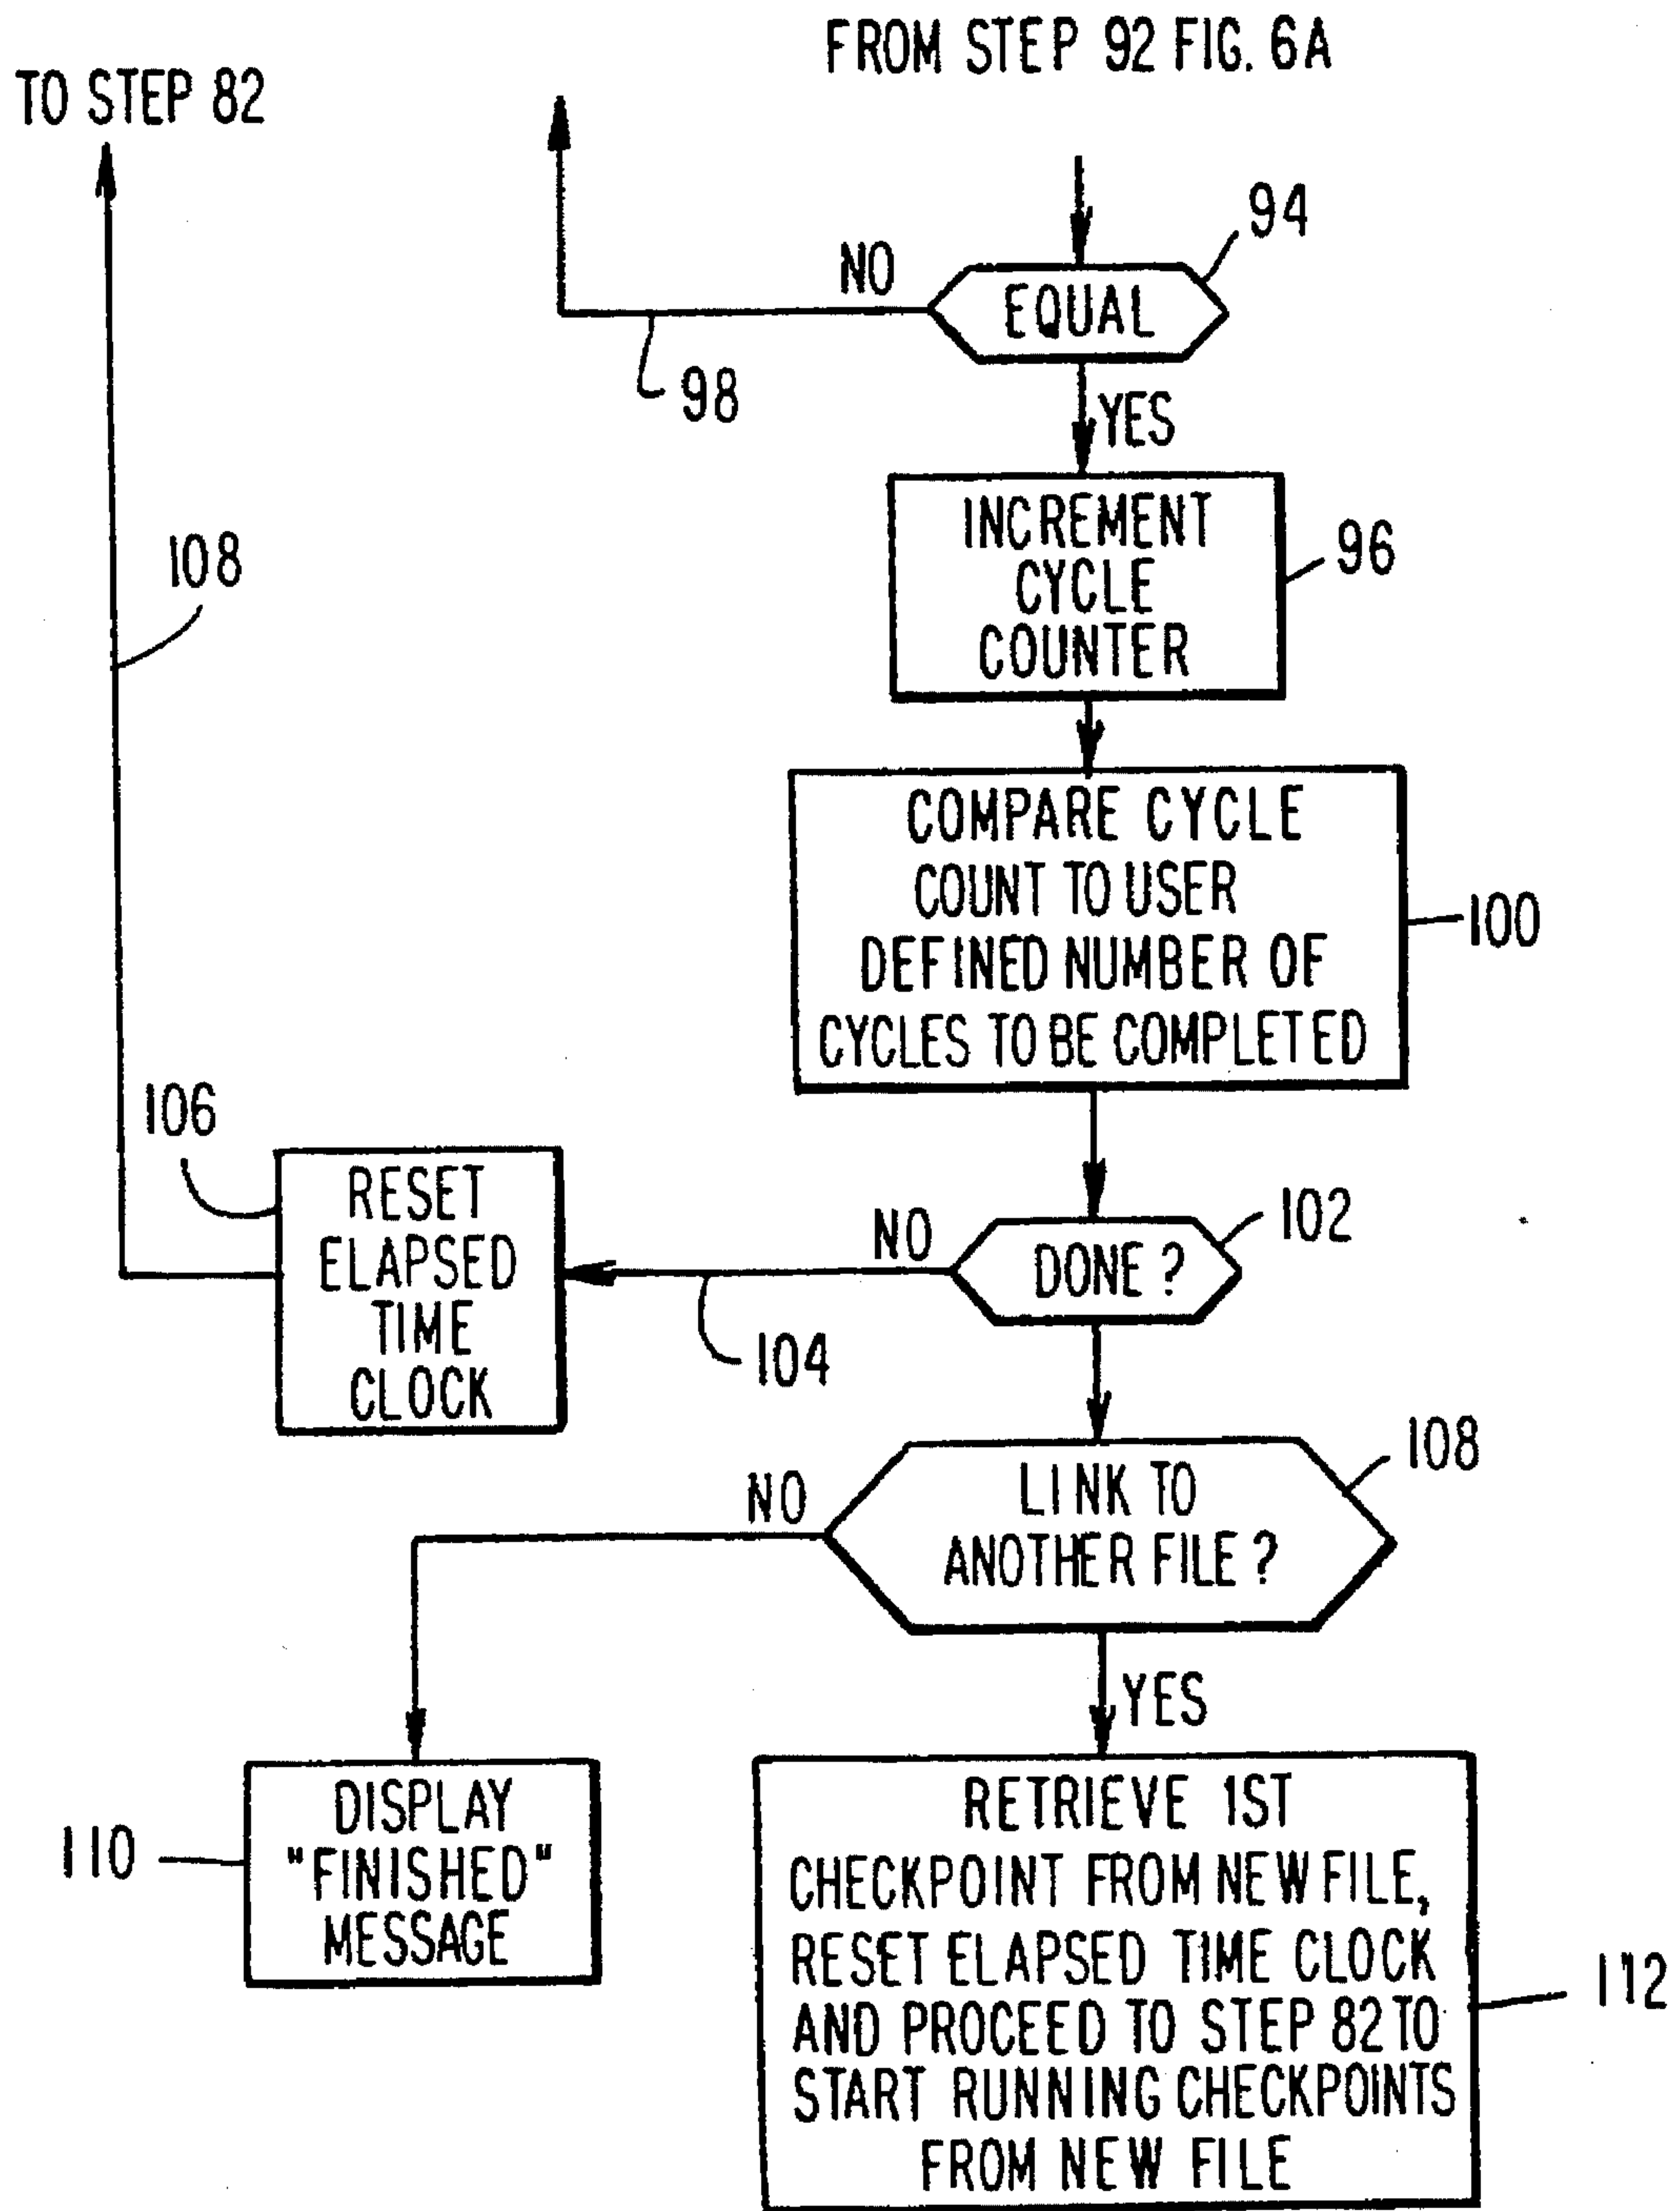 FROM STEP 92 FIG. 6A
TO STEP 82
94
NO
EQUAL
98
YES
INCREMENT
CYCLE
COUNTER
96
108
COMPARE CYCLE
COUNT TO USER
DEFINED NUMBER OF
CYCLES TO BE COMPLETED
100
106
RESET
ELAPSED
TIME
CLOCK
NO
102
DONE ?
104
108
NO
LINK TO
ANOTHER FILE ?
YES
110
DISPLAY
"FINISHED"
MESSAGE
RETRIEVE 1ST
CHECKPOINT FROM NEW FILE,
RESET ELAPSED TIME CLOCK
AND PROCEED TO STEP 82 TO
START RUNNING CHECKPOINTS
FROM NEW FILE
112